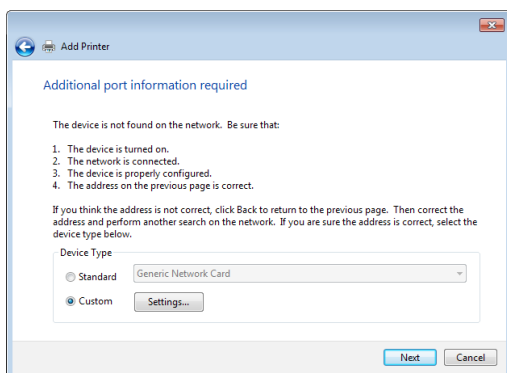 Add Printer
Additional port information required
The device is not found on the network.  Be sure that:
1.  The device is turned on.
2.  The network is connected.
3.  The device is properly configured.
4.  The address on the previous page is correct.
If you think the address is not correct, click Back to return to the previous page.  Then correct the
address and perform another search on the network.  If you are sure the address is correct, select the
device type below.
Device Type
Standard Generic Network Card
Custom Settings...
Next Cancel